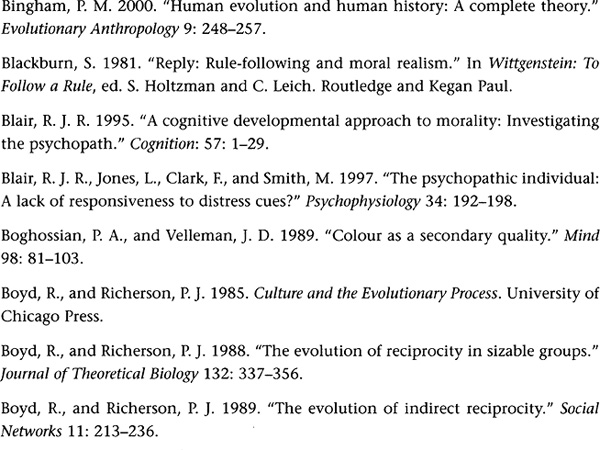 Bingham, P. M. 2000. “Human evolution and human history: A complete theory.”
Evolutionary Anthropology 9: 248–257.
Blackburn, S. 1981. “Reply: Rule-following and moral realism.” In Wittgenstein: To
Follow a Rule, ed. S. Holtzman and C. Leich. Routledge and Kegan Paul.
Blair, R. J. R. 1995. “A cognitive developmental approach to morality: Investigating
the psychopath.” Cognition: 57: 1–29.
Blair, R. J. R., Jones, L., Clark, F., and Smith, M. 1997. “The psychopathic individual:
A lack of responsiveness to distress cues?” Psychophysiology 34: 192–198.
Boghossian, P. A., and Velleman, J. D. 1989. “Colour as a secondary quality.” Mind
98: 81–103.
Boyd, R., and Richerson, P. J. 1985. Culture and the Evolutionary Process. University of
Chicago Press.
Boyd, R., and Richerson, P. J. 1988. “The evolution of reciprocity in sizable groups.”
Journal of Theoretical Biology 132: 337–356.
Boyd, R., and Richerson, P. J. 1989. “The evolution of indirect reciprocity.” Social
Networks 11: 213–236.